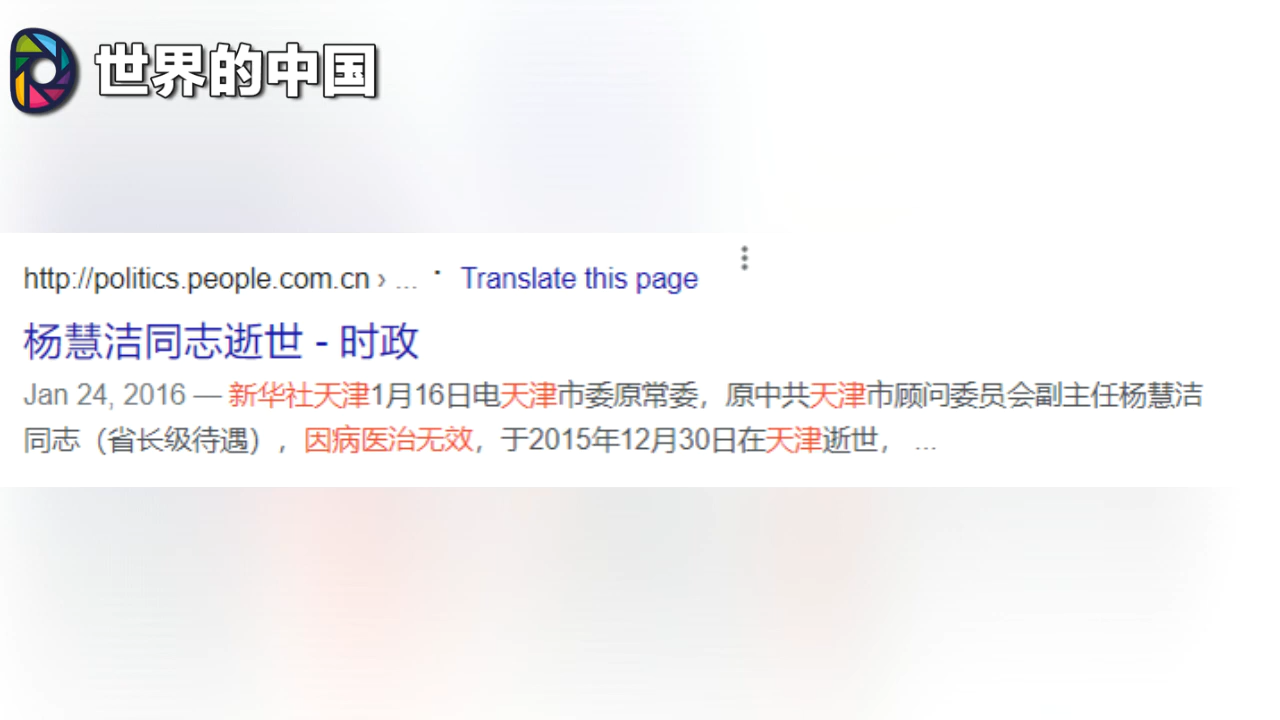 世界的中国
http://politics.people.com.cn › ... · Translate this page
杨慧洁同志逝世 - 时政
Jan 24, 2016 — 新华社天津1月16日电天津市委原常委，原中共天津市顾问委员会副主任杨慧洁
同志（省长级待遇），因病医治无效，于2015年12月30日在天津逝世， ...